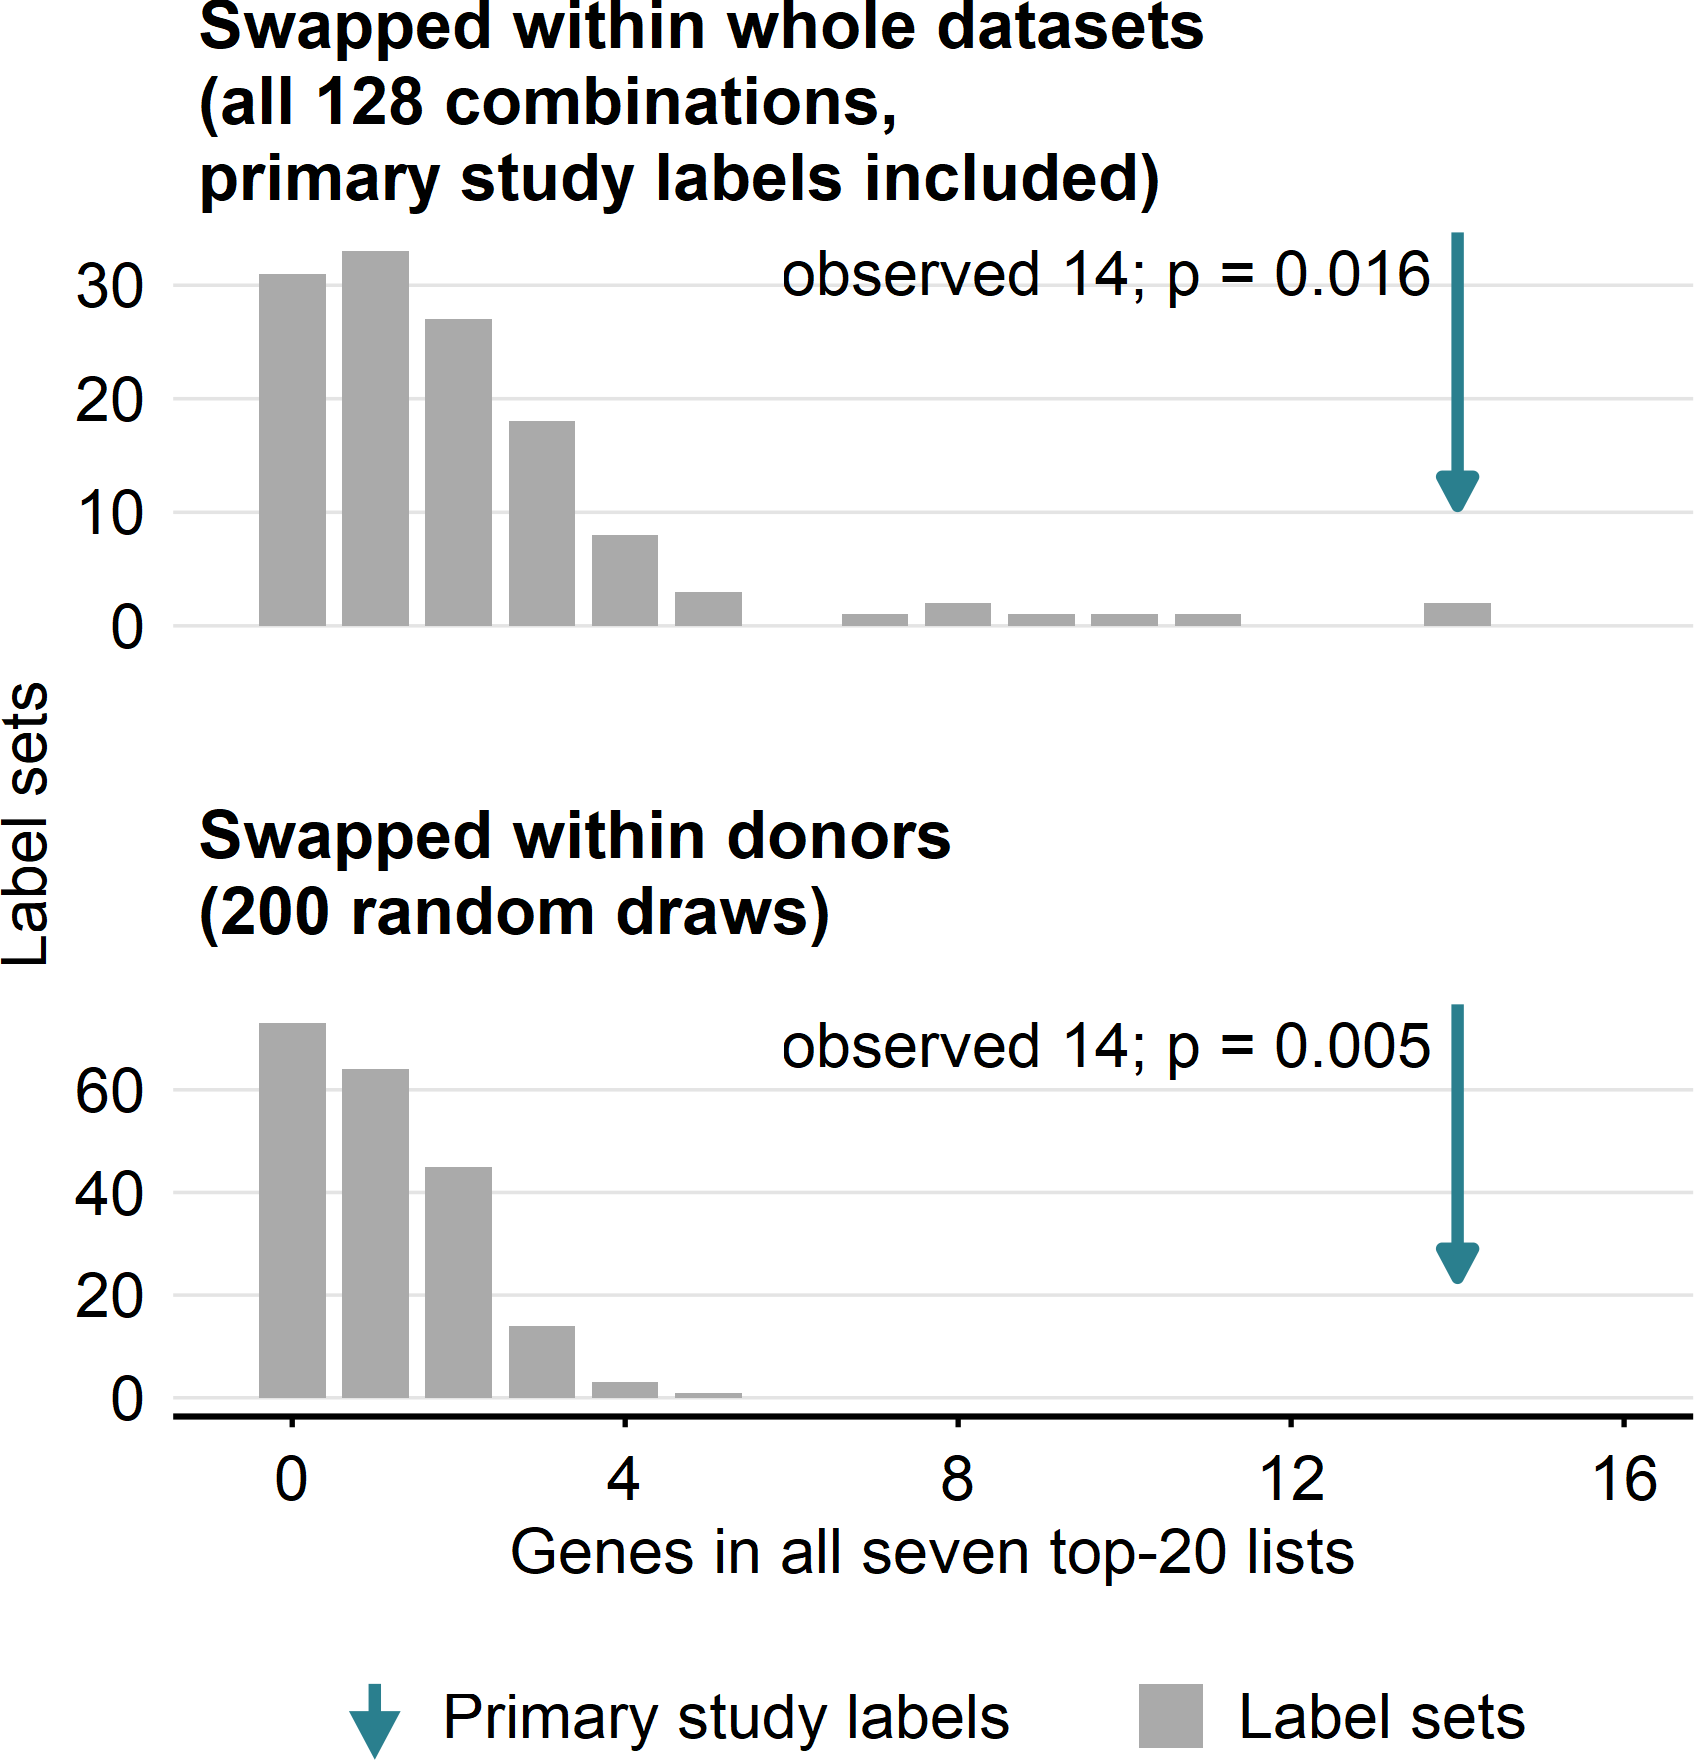 Swapped within whole datasets
(all 128 combinations,
primary study labels included)
observed 14; p = 0.016
30
20
10
0
Label sets
Swapped within donors
(200 random draws)
observed 14; p = 0.005
60
40
20
0
0 4 8 12 16
Genes in all seven top-20 lists
Primary study labels Label sets